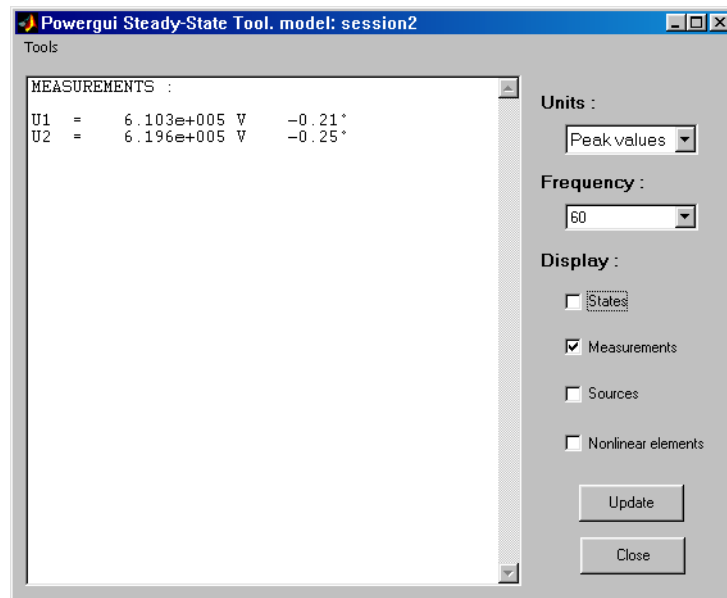 Powergui Steady-State Tool. model: session2
Tools
MEASUREMENTS :
U1 = 6.103e+005 V -0.21°
U2 = 6.196e+005 V -0.25°
Units :
Peak values
Frequency :
60
Display :
States
Measurements
Sources
Nonlinear elements
Update
Close